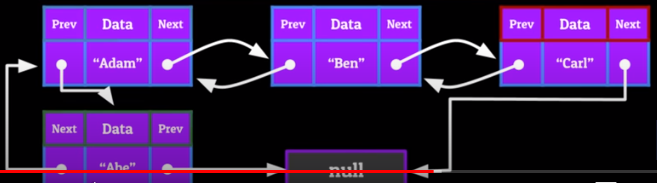 Prev Data Next Prev Data Next Prev Data Next
“Adam” “Ben” “Carl”
Next Data Prev
“Abe” null